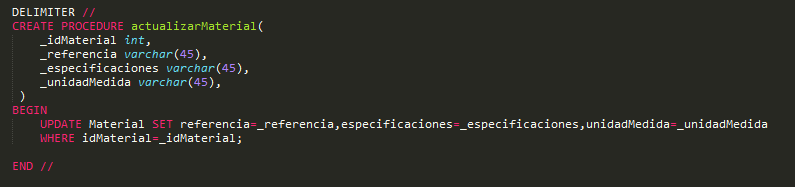 DELIMITER //
CREATE PROCEDURE actualizarMaterial(
_idMaterial int,
_referencia varchar(45),
_especificaciones varchar(45),
_unidadMedida varchar(45),
)
BEGIN
UPDATE Material SET referencia=_referencia,especificaciones=_especificaciones,unidadMedida=_unidadMedida
WHERE idMaterial=_idMaterial;
END //